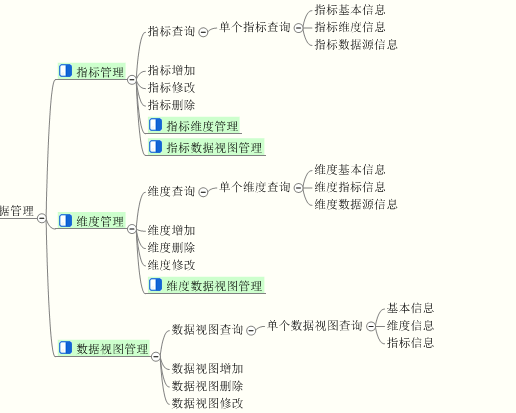 指标基本信息
指标查询
单个指标查询
指标维度信息
指标数据源信息
指标管理
指标增加
指标修改
指标删除
指标维度管理
指标数据视图管理
维度基本信息
维度查询
单个维度查询
维度指标信息
维度数据源信息
据管理
维度管理
维度增加
维度删除
维度修改
维度数据视图管理
基本信息
数据视图查询
单个数据视图查询
维度信息
指标信息
数据视图管理
数据视图增加
数据视图删除
数据视图修改